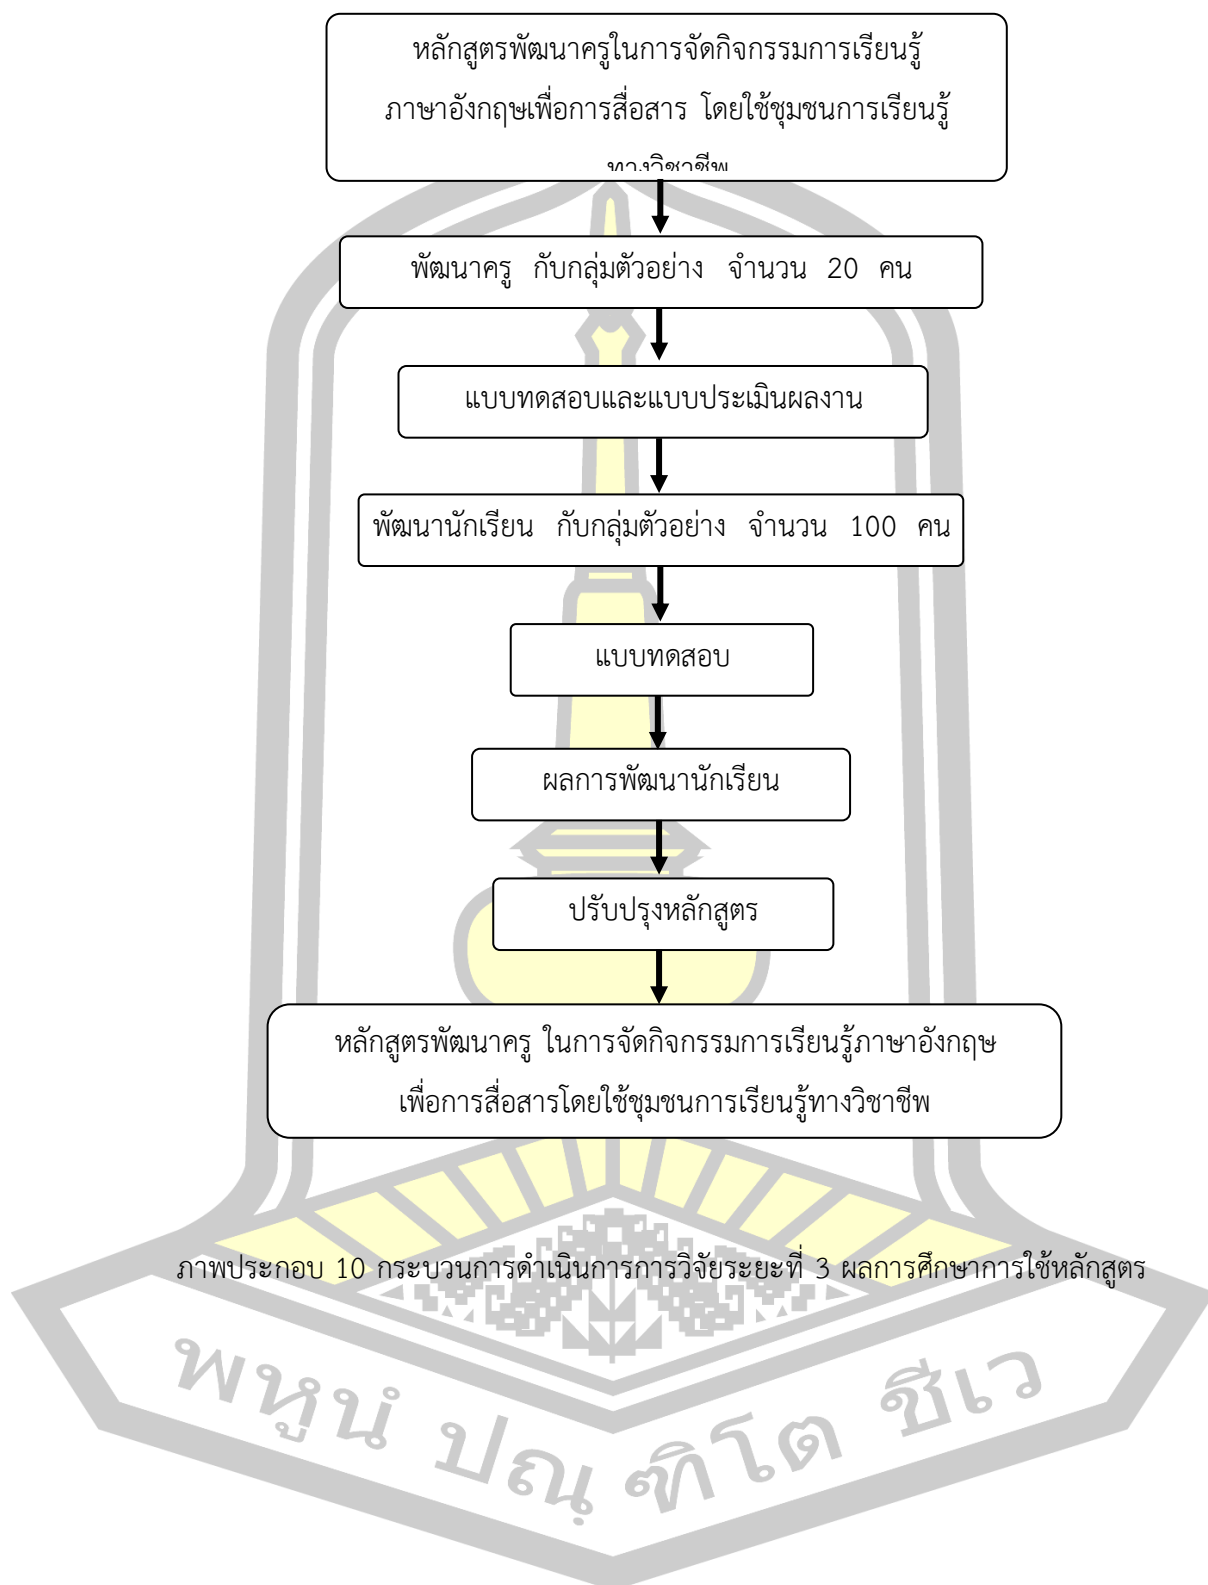 หลักสูตรพัฒนาครูในการจัดกิจกรรมการเรียนรู้
ภาษาอังกฤษเพื่อการสื่อสาร โดยใช้ชุมชนการเรียนรู้
ทางวิชาชีพ
พัฒนาครู กับกลุ่มตัวอย่าง จำนวน 20 คน
แบบทดสอบและแบบประเมินผลงาน
พัฒนานักเรียน กับกลุ่มตัวอย่าง จำนวน 100 คน
แบบทดสอบ
ผลการพัฒนานักเรียน
ปรับปรุงหลักสูตร
หลักสูตรพัฒนาครู ในการจัดกิจกรรมการเรียนรู้ภาษาอังกฤษ
เพื่อการสื่อสารโดยใช้ชุมชนการเรียนรู้ทางวิชาชีพ
ภาพประกอบ 10 กระบวนการดำเนินการการวิจัยระยะที่ 3 ผลการศึกษาการใช้หลักสูตร
พหูนํ ปณฺ ฑิโต ชีเว